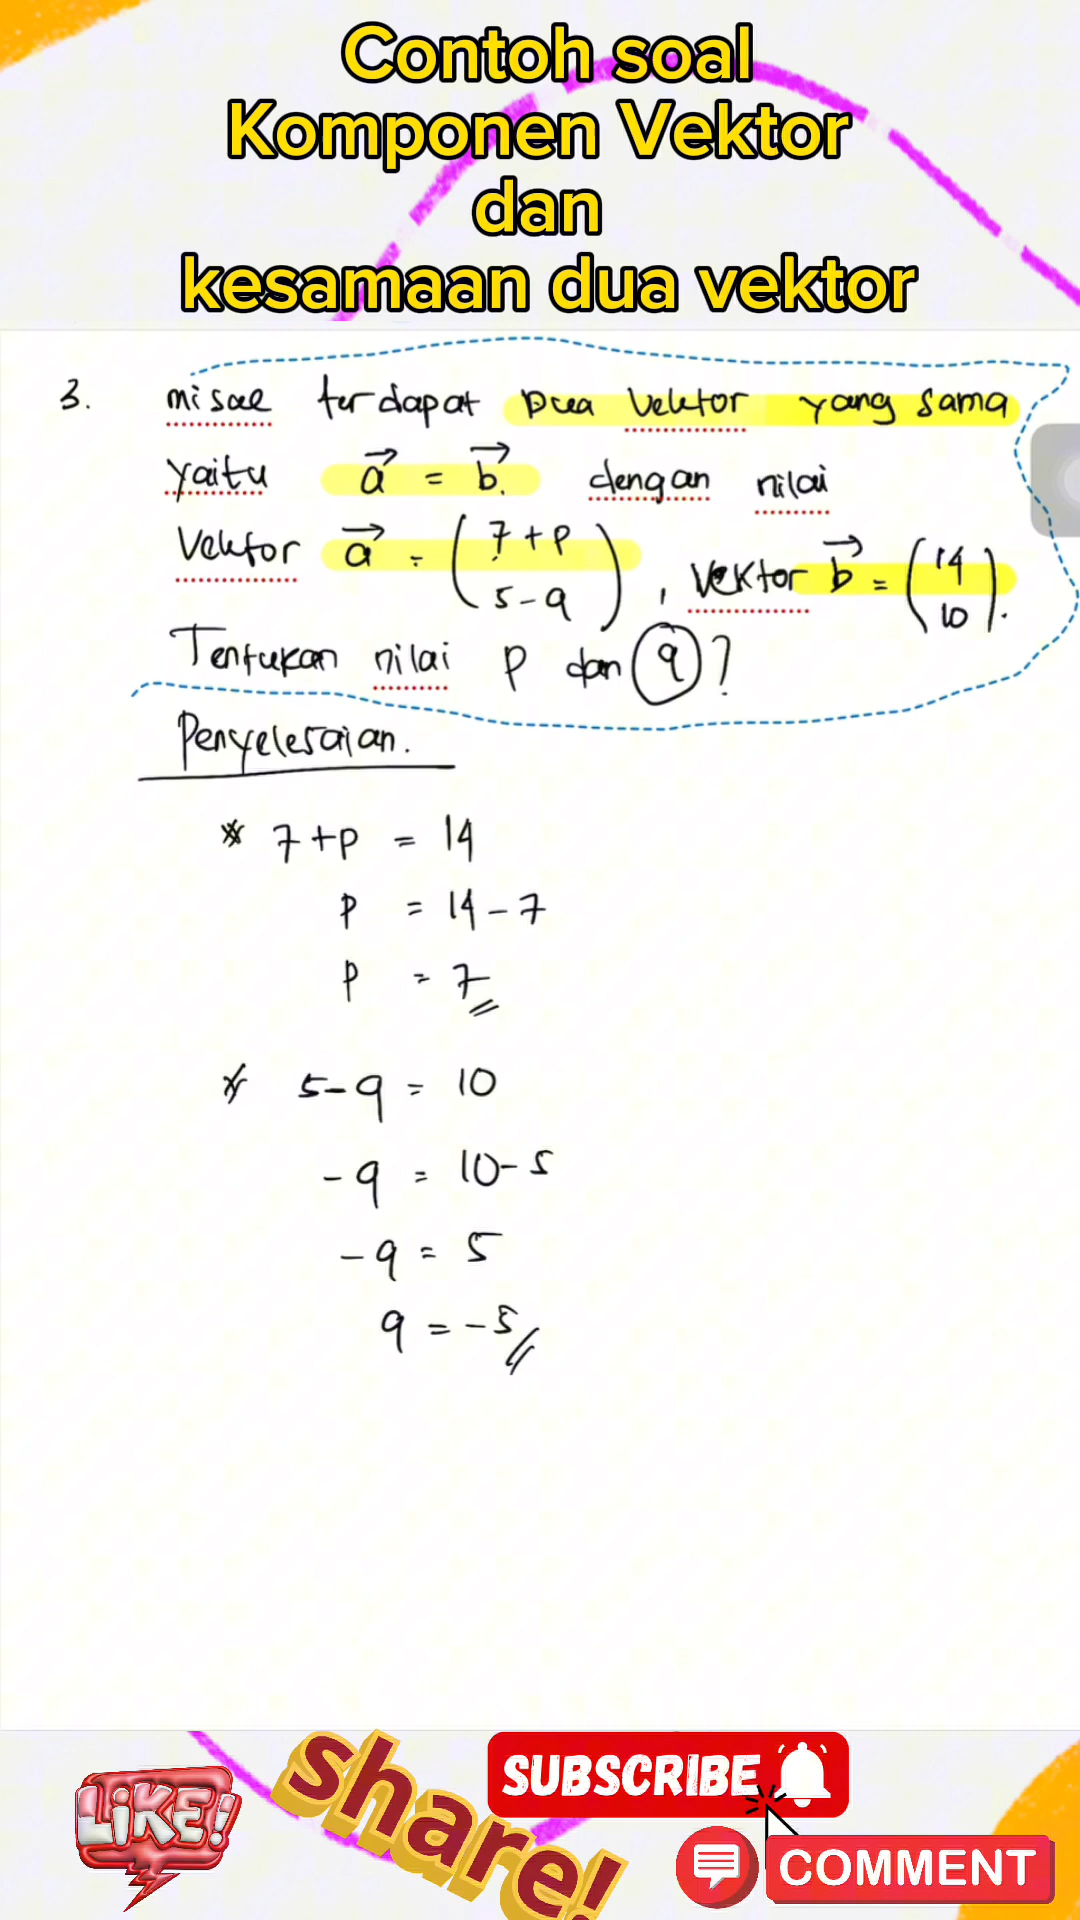 Contoh soal
Komponen Vektor
dan
kesamaan dua vektor
3. misal terdapat Dua Vektor yang sama
yaitu a⃗ = b⃗. dengan nilai
Vektor a⃗ = (7+p
5-q), Vektor b⃗ = (14
10).
Tentukan nilai p dan q?
Penyelesaian.
* 7+p = 14
p = 14-7
p = 7
* 5-q = 10
-q = 10-5
-q = 5
q = -5
LiKE!
share!
SUBSCRIBE
COMMENT